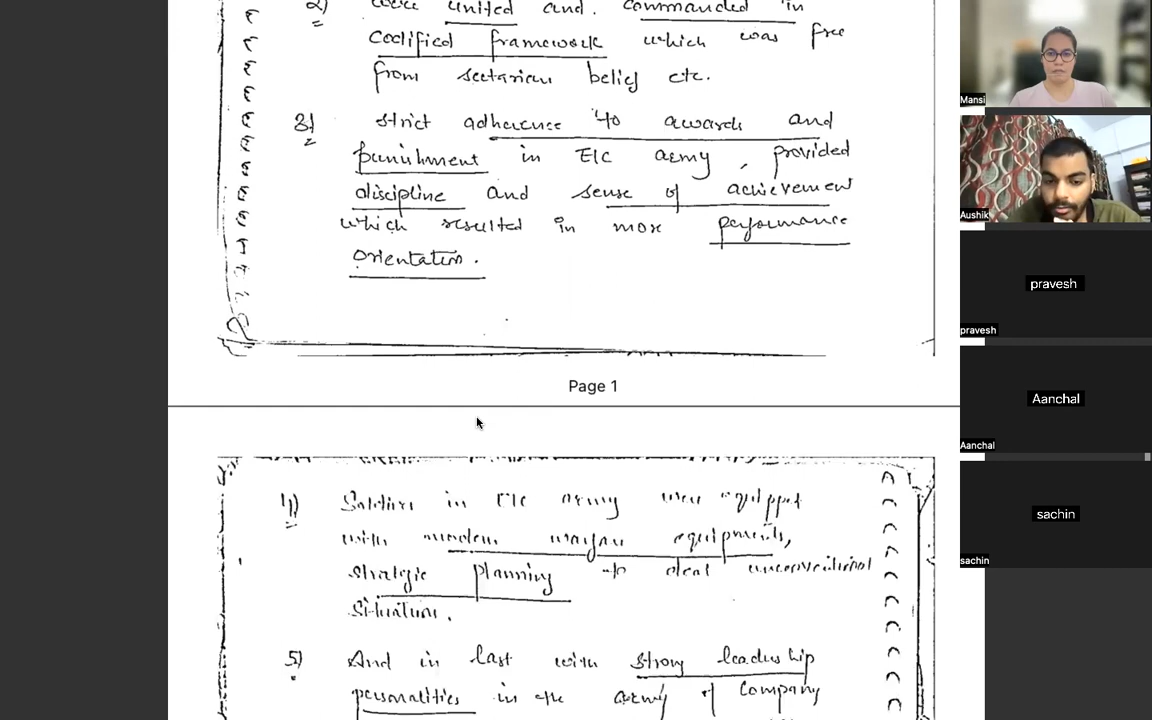 2) were united and commanded in
codified framework which was free
from sectarian belief etc.
3) strict adherence to awards and
punishment in EIC army, provided
discipline and sense of achievement
which resulted in more performance
orientation.
Page 1
4) Soldiers in EIC army were equipped
with modern warfare equipments,
strategic planning to deal unconventional
situation.
5) And in last with strong leadership
personalities in the army of company
Mansi
Aushik
pravesh
pravesh
Aanchal
Aanchal
sachin
sachin